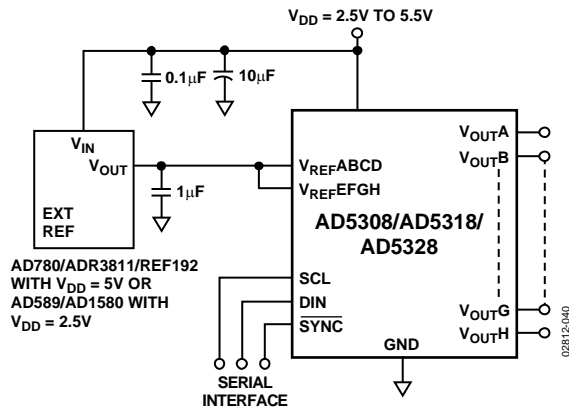 VDD = 2.5V TO 5.5V
0.1μF
10μF
VIN
VOUT
1μF
EXT
REF
VREFABCD
VREFEFGH
AD5308/AD5318/
AD5328
VOUTA
VOUTB
VOUTG
VOUTH
AD780/ADR3811/REF192
WITH VDD = 5V OR
AD589/AD1580 WITH
VDD = 2.5V
SCL
DIN
SYNC
GND
SERIAL
INTERFACE
02812-040